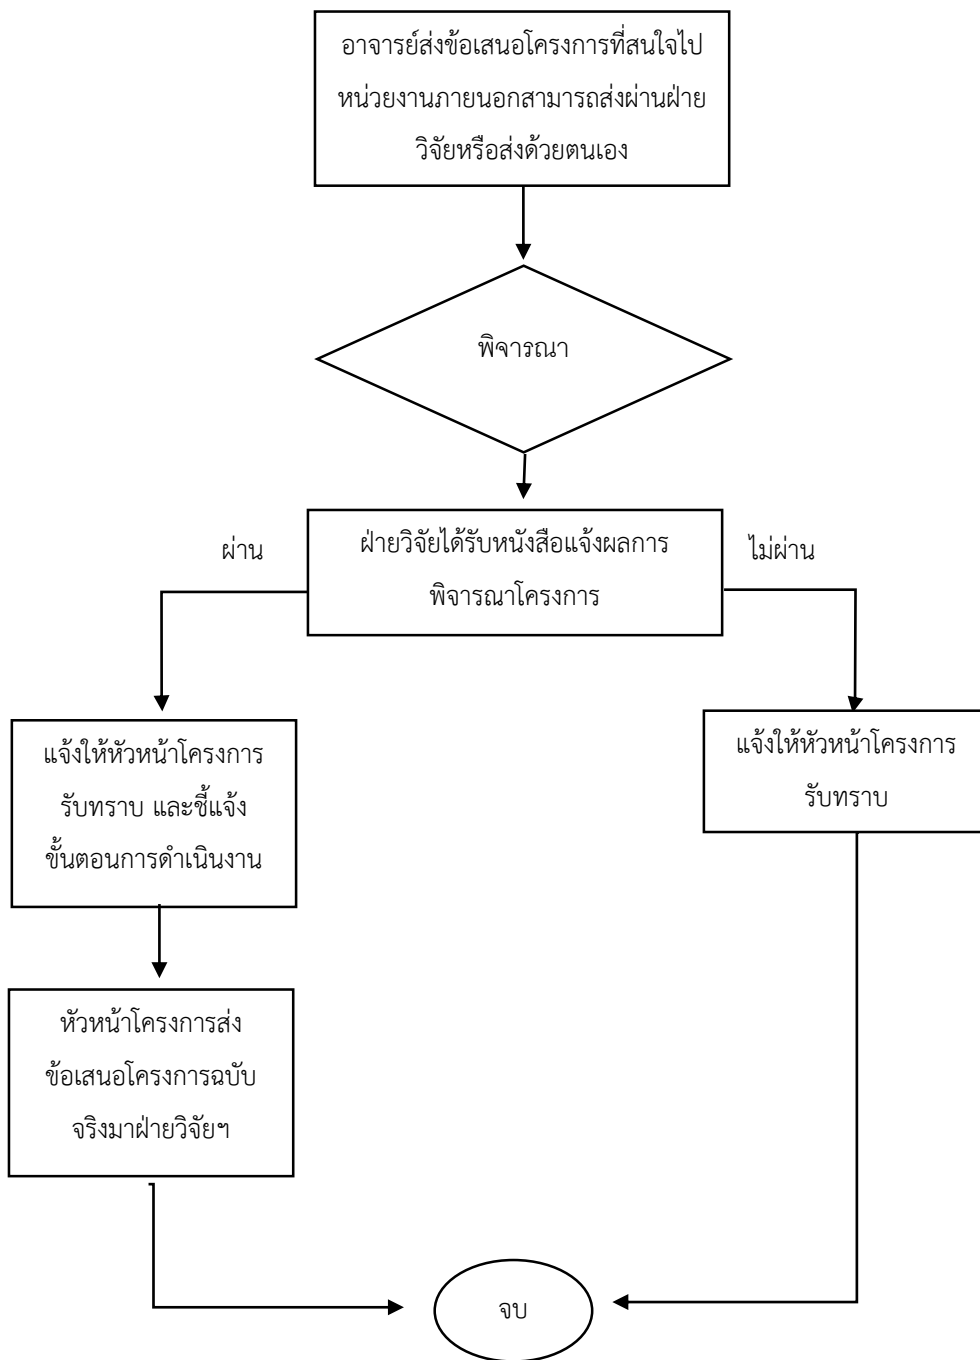 อาจารย์ส่งข้อเสนอโครงการที่สนใจไป
หน่วยงานภายนอกสามารถส่งผ่านฝ่าย
วิจัยหรือส่งด้วยตนเอง
พิจารณา
ฝ่ายวิจัยได้รับหนังสือแจ้งผลการ
พิจารณาโครงการ
ผ่าน
ไม่ผ่าน
แจ้งให้หัวหน้าโครงการ
รับทราบ และชี้แจง
ขั้นตอนการดำเนินงาน
แจ้งให้หัวหน้าโครงการ
รับทราบ
หัวหน้าโครงการส่ง
ข้อเสนอโครงการฉบับ
จริงมาฝ่ายวิจัยฯ
จบ